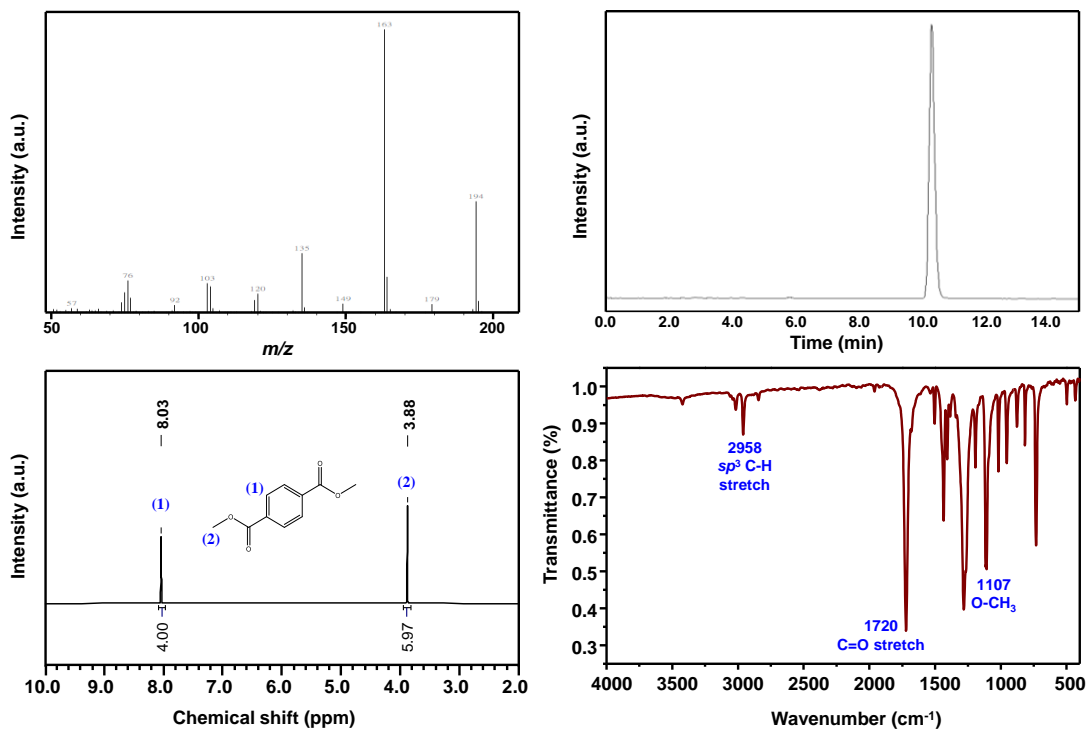 Intensity (a.u.)
163
194
135
76
103
120
57
92
149
179
50 100 150 200
m/z
Intensity (a.u.)
0.0 2.0 4.0 6.0 8.0 10.0 12.0 14.0
Time (min)
Intensity (a.u.)
8.03
3.88
(1)
(1)
(2)
(2)
O
O
O
O
4.00
5.97
10.0 9.0 8.0 7.0 6.0 5.0 4.0 3.0 2.0
Chemical shift (ppm)
Transmittance (%)
1.0
0.9
0.8
0.7
0.6
0.5
0.4
0.3
2958
sp³ C-H
stretch
1107
O-CH₃
1720
C=O stretch
4000 3500 3000 2500 2000 1500 1000 500
Wavenumber (cm⁻¹)